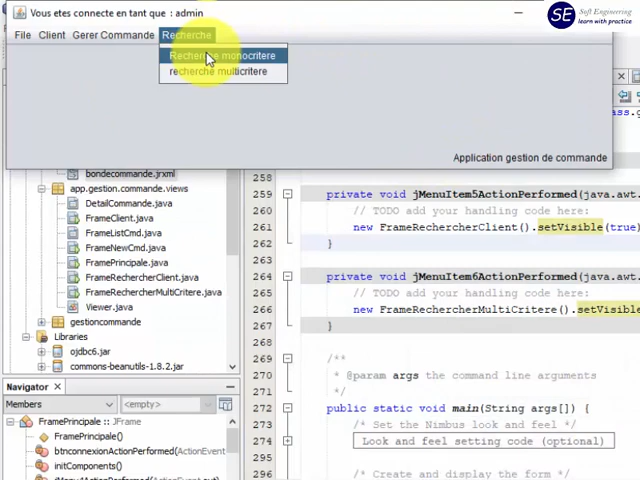 Vous etes connecte en tant que : admin
SE Soft Engineering
learn with practice
File Client Gerer Commande Recherche
Recherche monocritere
recherche multicritere
Application gestion de commande
bondecommande.jrxml
app.gestion.commande.views
DetailCommande.java
FrameClient.java
FrameListCmd.java
FrameNewCmd.java
FramePrincipale.java
FrameRechercherClient.java
FrameRechercherMultiCritere.java
Viewer.java
gestioncommande
Libraries
ojdbc6.jar
commons-beanutils-1.8.2.jar
Navigator
Members <empty>
FramePrincipale :: JFrame
FramePrincipale()
btnconnexionActionPerformed(ActionEvent
initComponents()
258
259 private void jMenuItem5ActionPerformed(java.awt.
260 // TODO add your handling code here:
261 new FrameRechercherClient().setVisible(true)
262 }
263
264 private void jMenuItem6ActionPerformed(java.awt.
265 // TODO add your handling code here:
266 new FrameRechercherMultiCritere().setVisible
267 }
268
269 /**
270 * @param args the command line arguments
271 */
272 public static void main(String args[]) {
273 /* Set the Nimbus look and feel */
274 Look and feel setting code (optional)
295
296 /* Create and display the form */